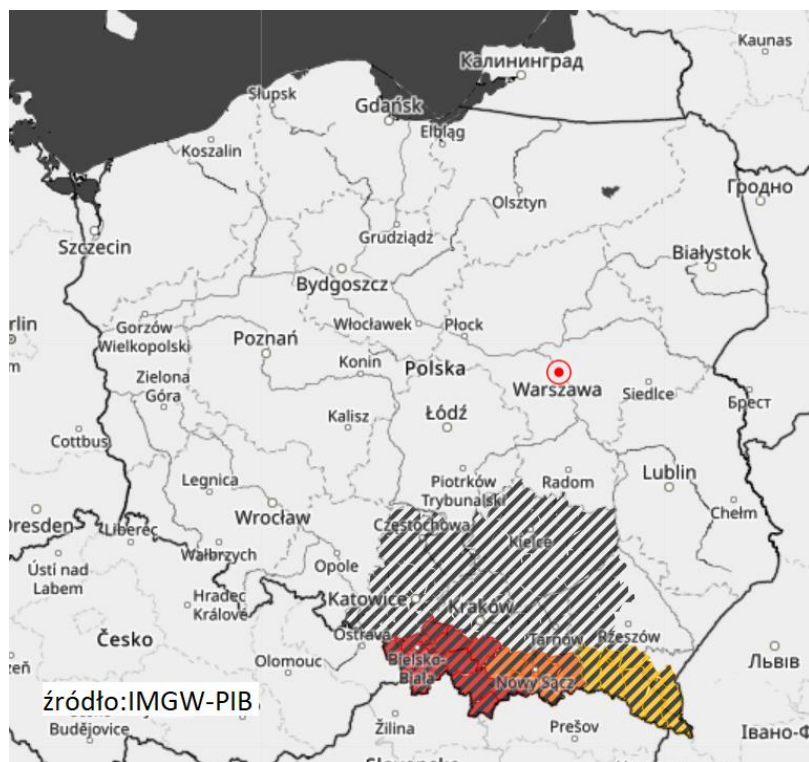 Kaunas
Калининград
Słupsk
Gdańsk
Elbląg
Koszalin
Гродно
Olsztyn
Szczecin
Grudziądz
Białystok
Bydgoszcz
Włocławek
Płock
rlin
Gorzów
Wielkopolski
Poznań
Konin
Polska
Warszawa
Siedlce
Брест
Zielona
Góra
Kalisz
Łódź
Cottbus
Piotrków
Trybunalski
Radom
Lublin
Legnica
Chełm
Dresden
Liberec
Wrocław
Częstochowa
Kielce
Wałbrzych
Ústí nad
Labem
Opole
Hradec
Králové
Katowice
Kraków
Česko
Ostrava
Tarnów
Rzeszów
Bielsko-
Biała
Львів
zeň
Olomouc
Nowy Sącz
źródło:IMGW-PIB
Budějovice
Žilina
Prešov
Івано-Ф